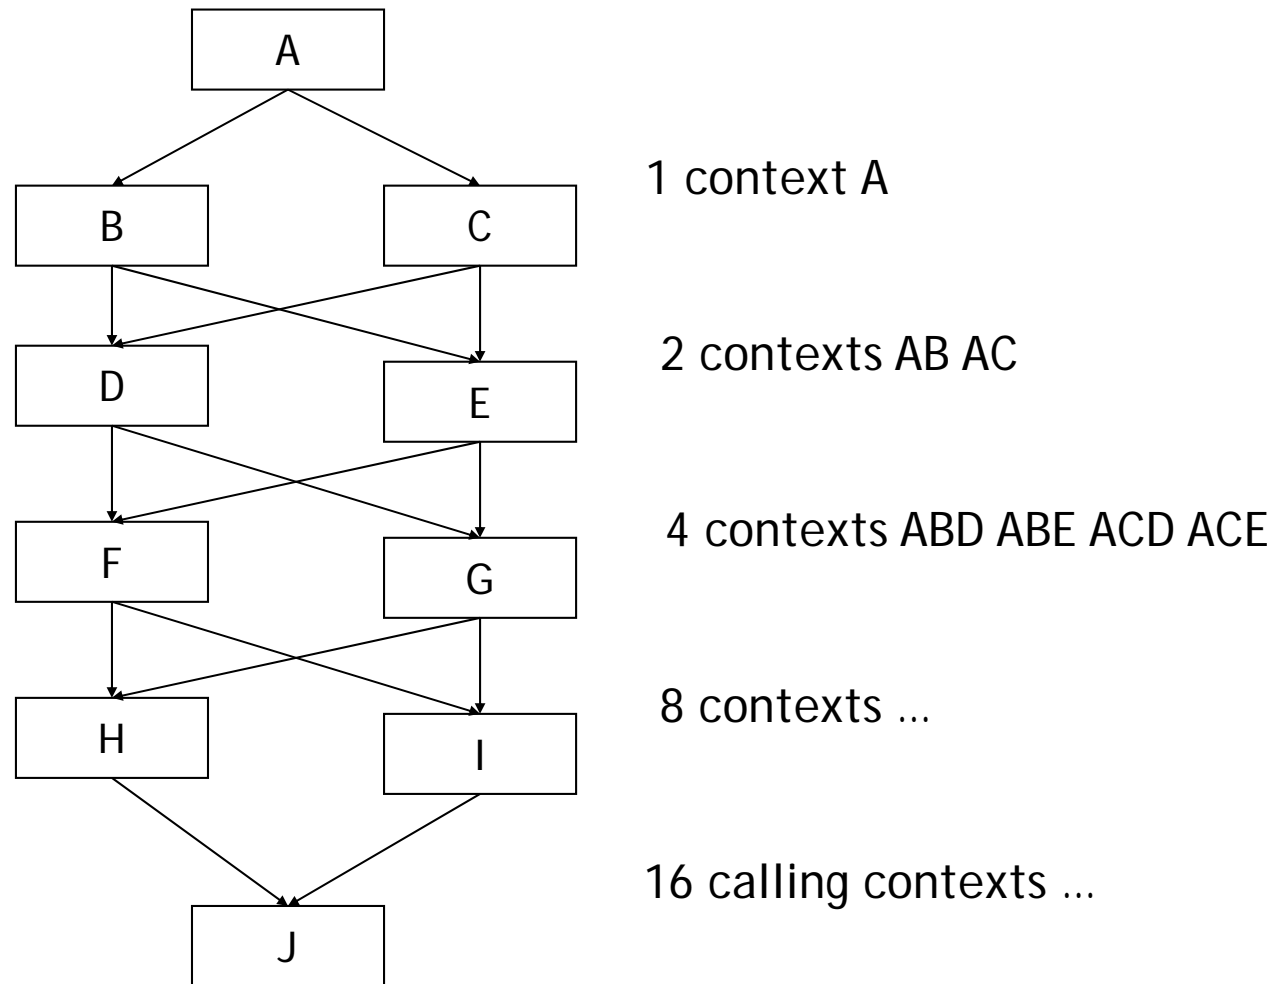 A
1 context A
B
C
2 contexts AB AC
D
E
4 contexts ABD ABE ACD ACE
F
G
8 contexts ...
H
I
16 calling contexts ...
J